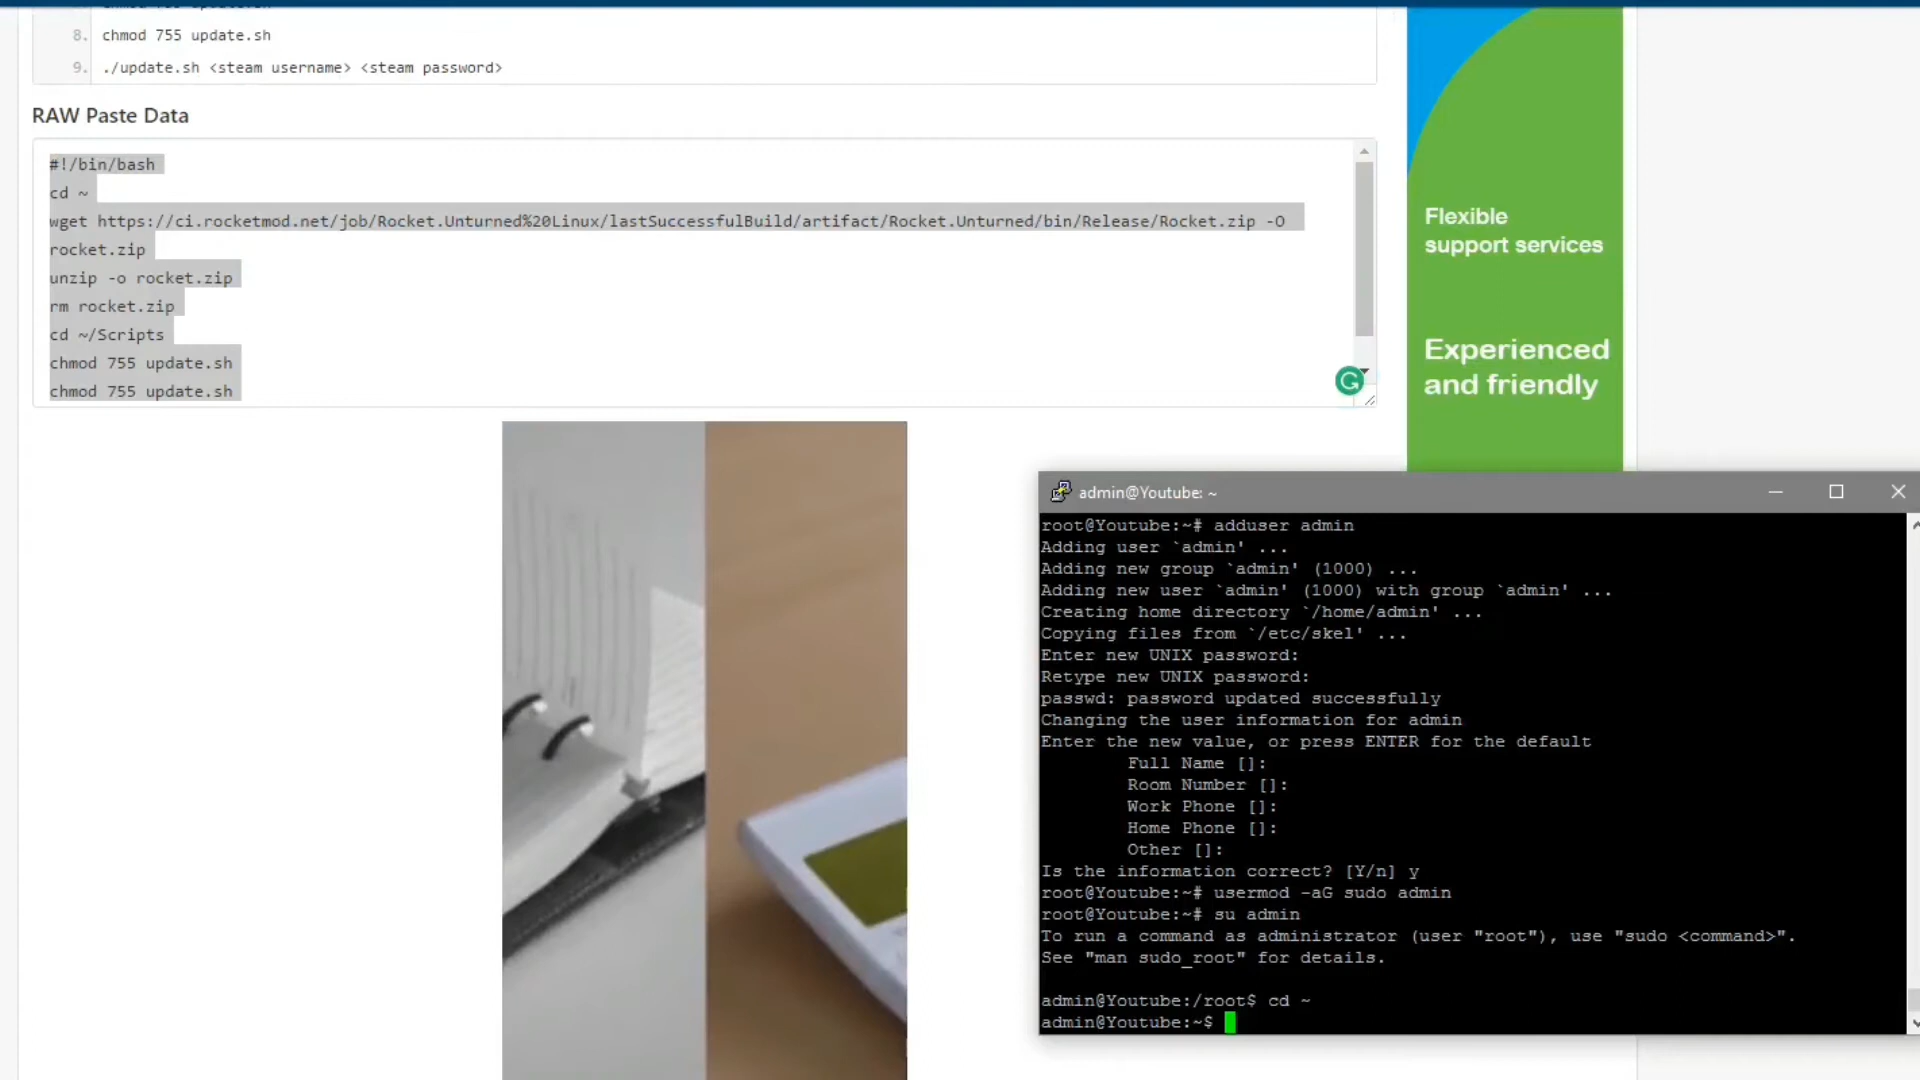 8. chmod 755 update.sh
9. ./update.sh <steam username> <steam password>
RAW Paste Data
#!/bin/bash
cd ~
wget https://ci.rocketmod.net/job/Rocket.Unturned%20Linux/lastSuccessfulBuild/artifact/Rocket.Unturned/bin/Release/Rocket.zip -O
rocket.zip
unzip -o rocket.zip
rm rocket.zip
cd ~/Scripts
chmod 755 update.sh
chmod 755 update.sh
Flexible
support services
Experienced
and friendly
admin@Youtube: ~
root@Youtube:~# adduser admin
Adding user `admin' ...
Adding new group `admin' (1000) ...
Adding new user `admin' (1000) with group `admin' ...
Creating home directory `/home/admin' ...
Copying files from `/etc/skel' ...
Enter new UNIX password:
Retype new UNIX password:
passwd: password updated successfully
Changing the user information for admin
Enter the new value, or press ENTER for the default
Full Name []:
Room Number []:
Work Phone []:
Home Phone []:
Other []:
Is the information correct? [Y/n] y
root@Youtube:~# usermod -aG sudo admin
root@Youtube:~# su admin
To run a command as administrator (user "root"), use "sudo <command>".
See "man sudo_root" for details.
admin@Youtube:/root$ cd ~
admin@Youtube:~$